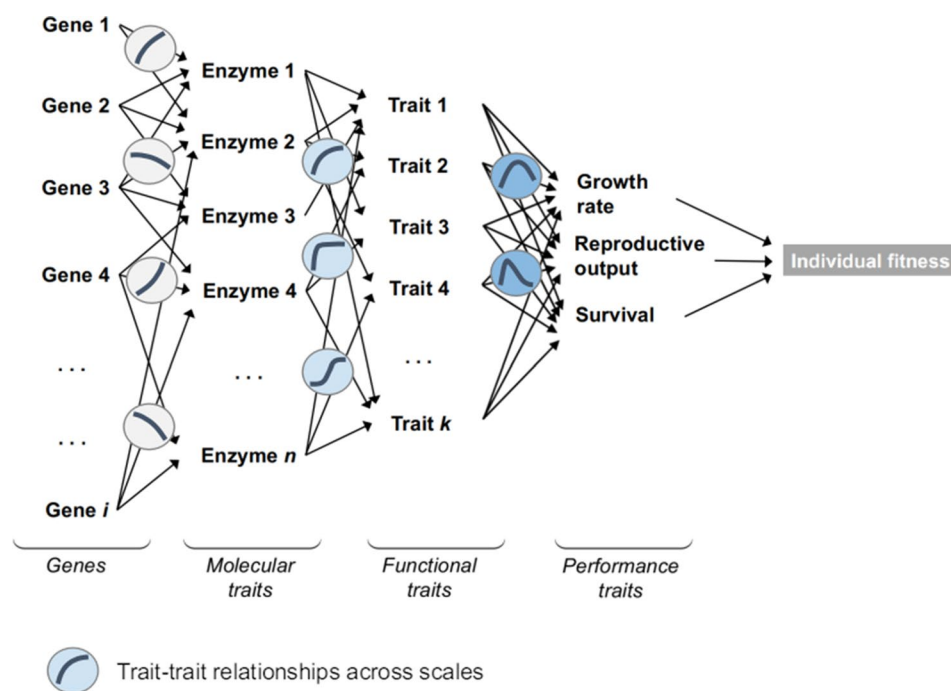 Gene 1
Gene 2
Gene 3
Gene 4
...
...
Gene i
Enzyme 1
Enzyme 2
Enzyme 3
Enzyme 4
...
Enzyme n
Trait 1
Trait 2
Trait 3
Trait 4
...
Trait k
Growth
rate
Reproductive
output
Survival
Individual fitness
Genes
Molecular
traits
Functional
traits
Performance
traits
Trait-trait relationships across scales